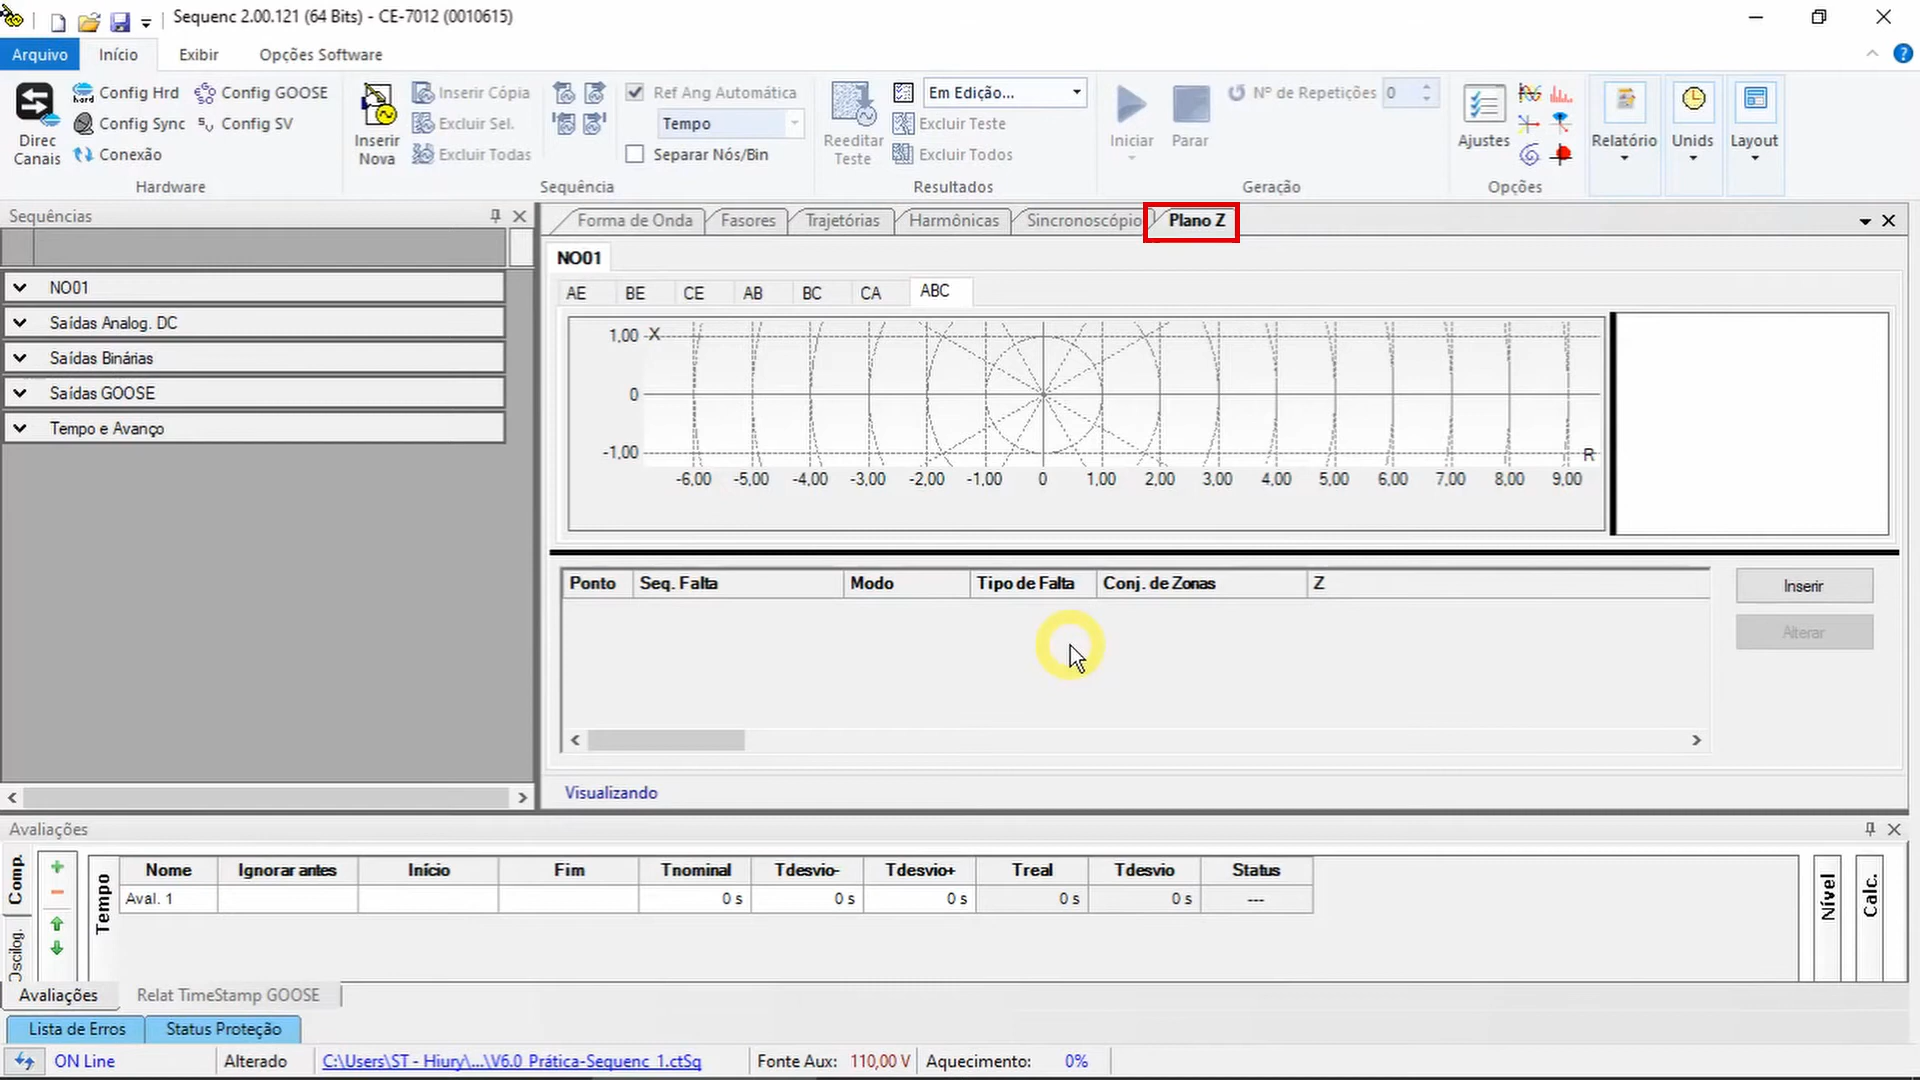 Sequenc 2.00.121 (64 Bits) - CE-7012 (0010615)
Arquivo
Início
Exibir
Opções Software
Direc Canais
Config Hrd
Config GOOSE
Config Sync
Config SV
Conexão
Hardware
Inserir Nova
Inserir Cópia
Excluir Sel.
Excluir Todas
Ref Ang Automática
Tempo
Separar Nós/Bin
Sequência
Reeditar Teste
Em Edição...
Excluir Teste
Excluir Todos
Resultados
Iniciar
Parar
Nº de Repetições 0
Geração
Ajustes
Opções
Relatório
Unids
Layout
Sequências
NO01
Saídas Analog. DC
Saídas Binárias
Saídas GOOSE
Tempo e Avanço
Forma de Onda
Fasores
Trajetórias
Harmônicas
Sincronoscópio
Plano Z
NO01
AE
BE
CE
AB
BC
CA
ABC
1,00
X
0
-1,00
R
-6,00 -5,00 -4,00 -3,00 -2,00 -1,00 0 1,00 2,00 3,00 4,00 5,00 6,00 7,00 8,00 9,00
Ponto
Seq. Falta
Modo
Tipo de Falta
Conj. de Zonas
Z
Inserir
Alterar
Visualizando
Avaliações
Comp.
Oscilog.
Tempo
Nome Ignorar antes Início Fim Tnominal Tdesvio- Tdesvio+ Treal Tdesvio Status
Aval. 1 0 s 0 s 0 s 0 s 0 s ---
Nível
Calc.
Avaliações
Relat TimeStamp GOOSE
Lista de Erros
Status Proteção
ON Line
Alterado
C:\Users\ST - Hiury\...\V6.0 Prática-Sequenc 1.ctSq
Fonte Aux: 110,00 V
Aquecimento: 0%